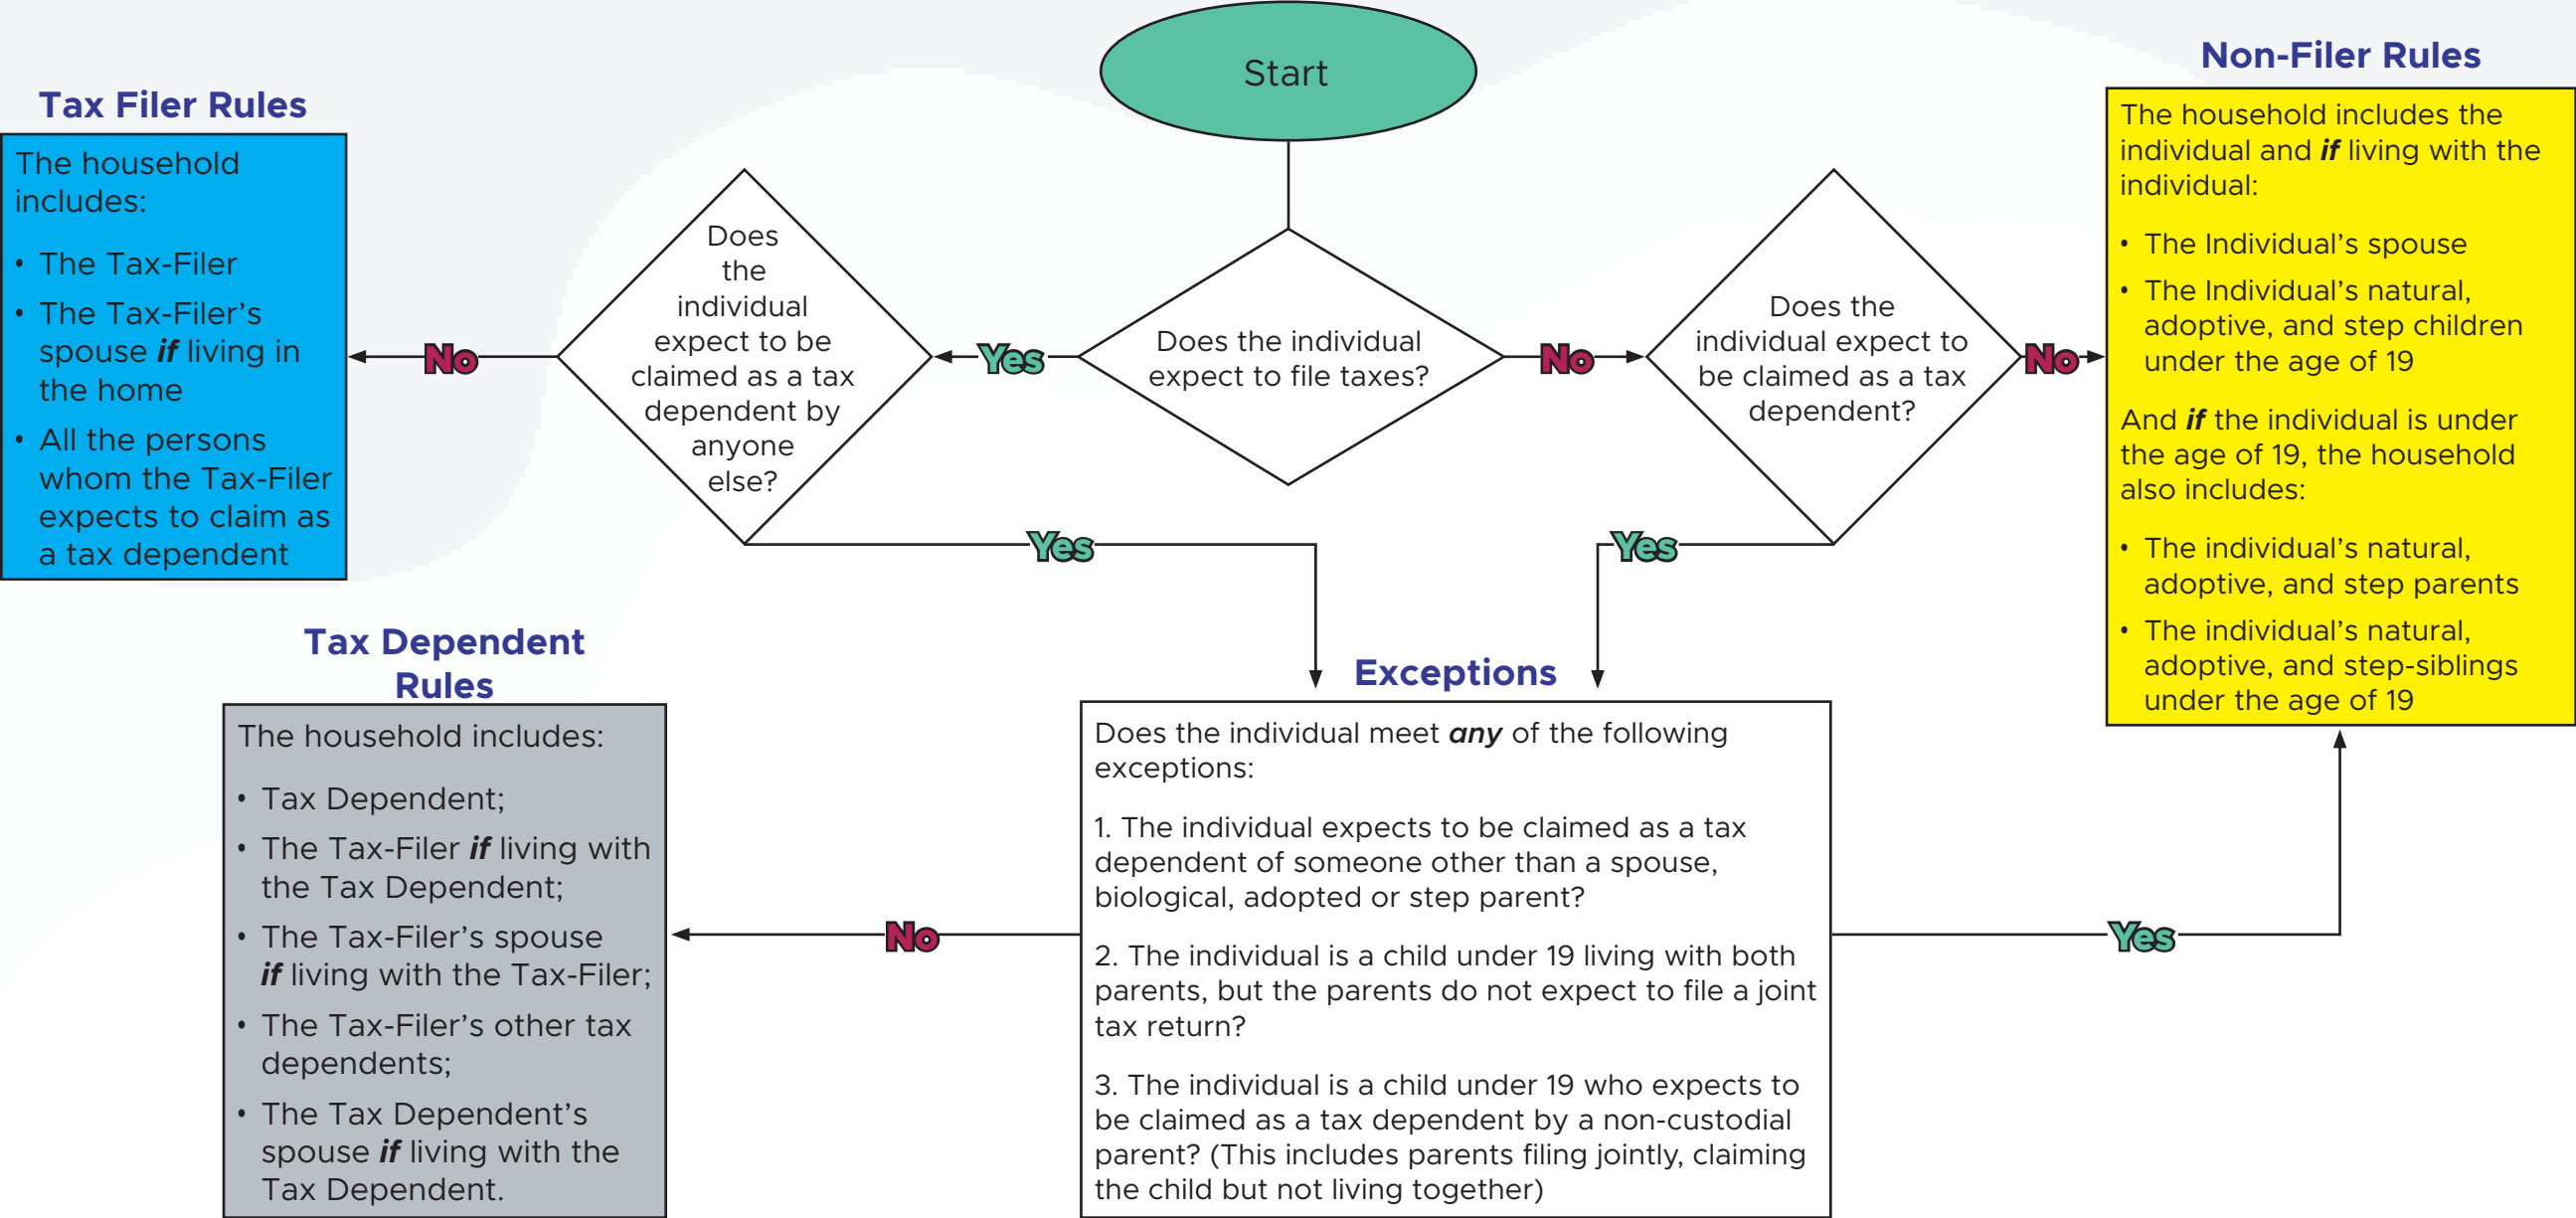 Start
Tax Filer Rules
The household
includes:
• The Tax-Filer
• The Tax-Filer’s
spouse if living in
the home
• All the persons
whom the Tax-Filer
expects to claim as
a tax dependent
No
Does
the
individual
expect to be
claimed as a tax
dependent by
anyone
else?
Yes
Does the individual
expect to file taxes?
No
Does the
individual expect to
be claimed as a tax
dependent?
No
Non-Filer Rules
The household includes the
individual and if living with the
individual:
• The Individual’s spouse
• The Individual’s natural,
adoptive, and step children
under the age of 19
And if the individual is under
the age of 19, the household
also includes:
• The individual’s natural,
adoptive, and step parents
• The individual’s natural,
adoptive, and step-siblings
under the age of 19
Yes
Yes
Tax Dependent
Rules
The household includes:
• Tax Dependent;
• The Tax-Filer if living with
the Tax Dependent;
• The Tax-Filer’s spouse
if living with the Tax-Filer;
• The Tax-Filer’s other tax
dependents;
• The Tax Dependent’s
spouse if living with the
Tax Dependent.
No
Exceptions
Does the individual meet any of the following
exceptions:
1. The individual expects to be claimed as a tax
dependent of someone other than a spouse,
biological, adopted or step parent?
2. The individual is a child under 19 living with both
parents, but the parents do not expect to file a joint
tax return?
3. The individual is a child under 19 who expects to
be claimed as a tax dependent by a non-custodial
parent? (This includes parents filing jointly, claiming
the child but not living together)
Yes